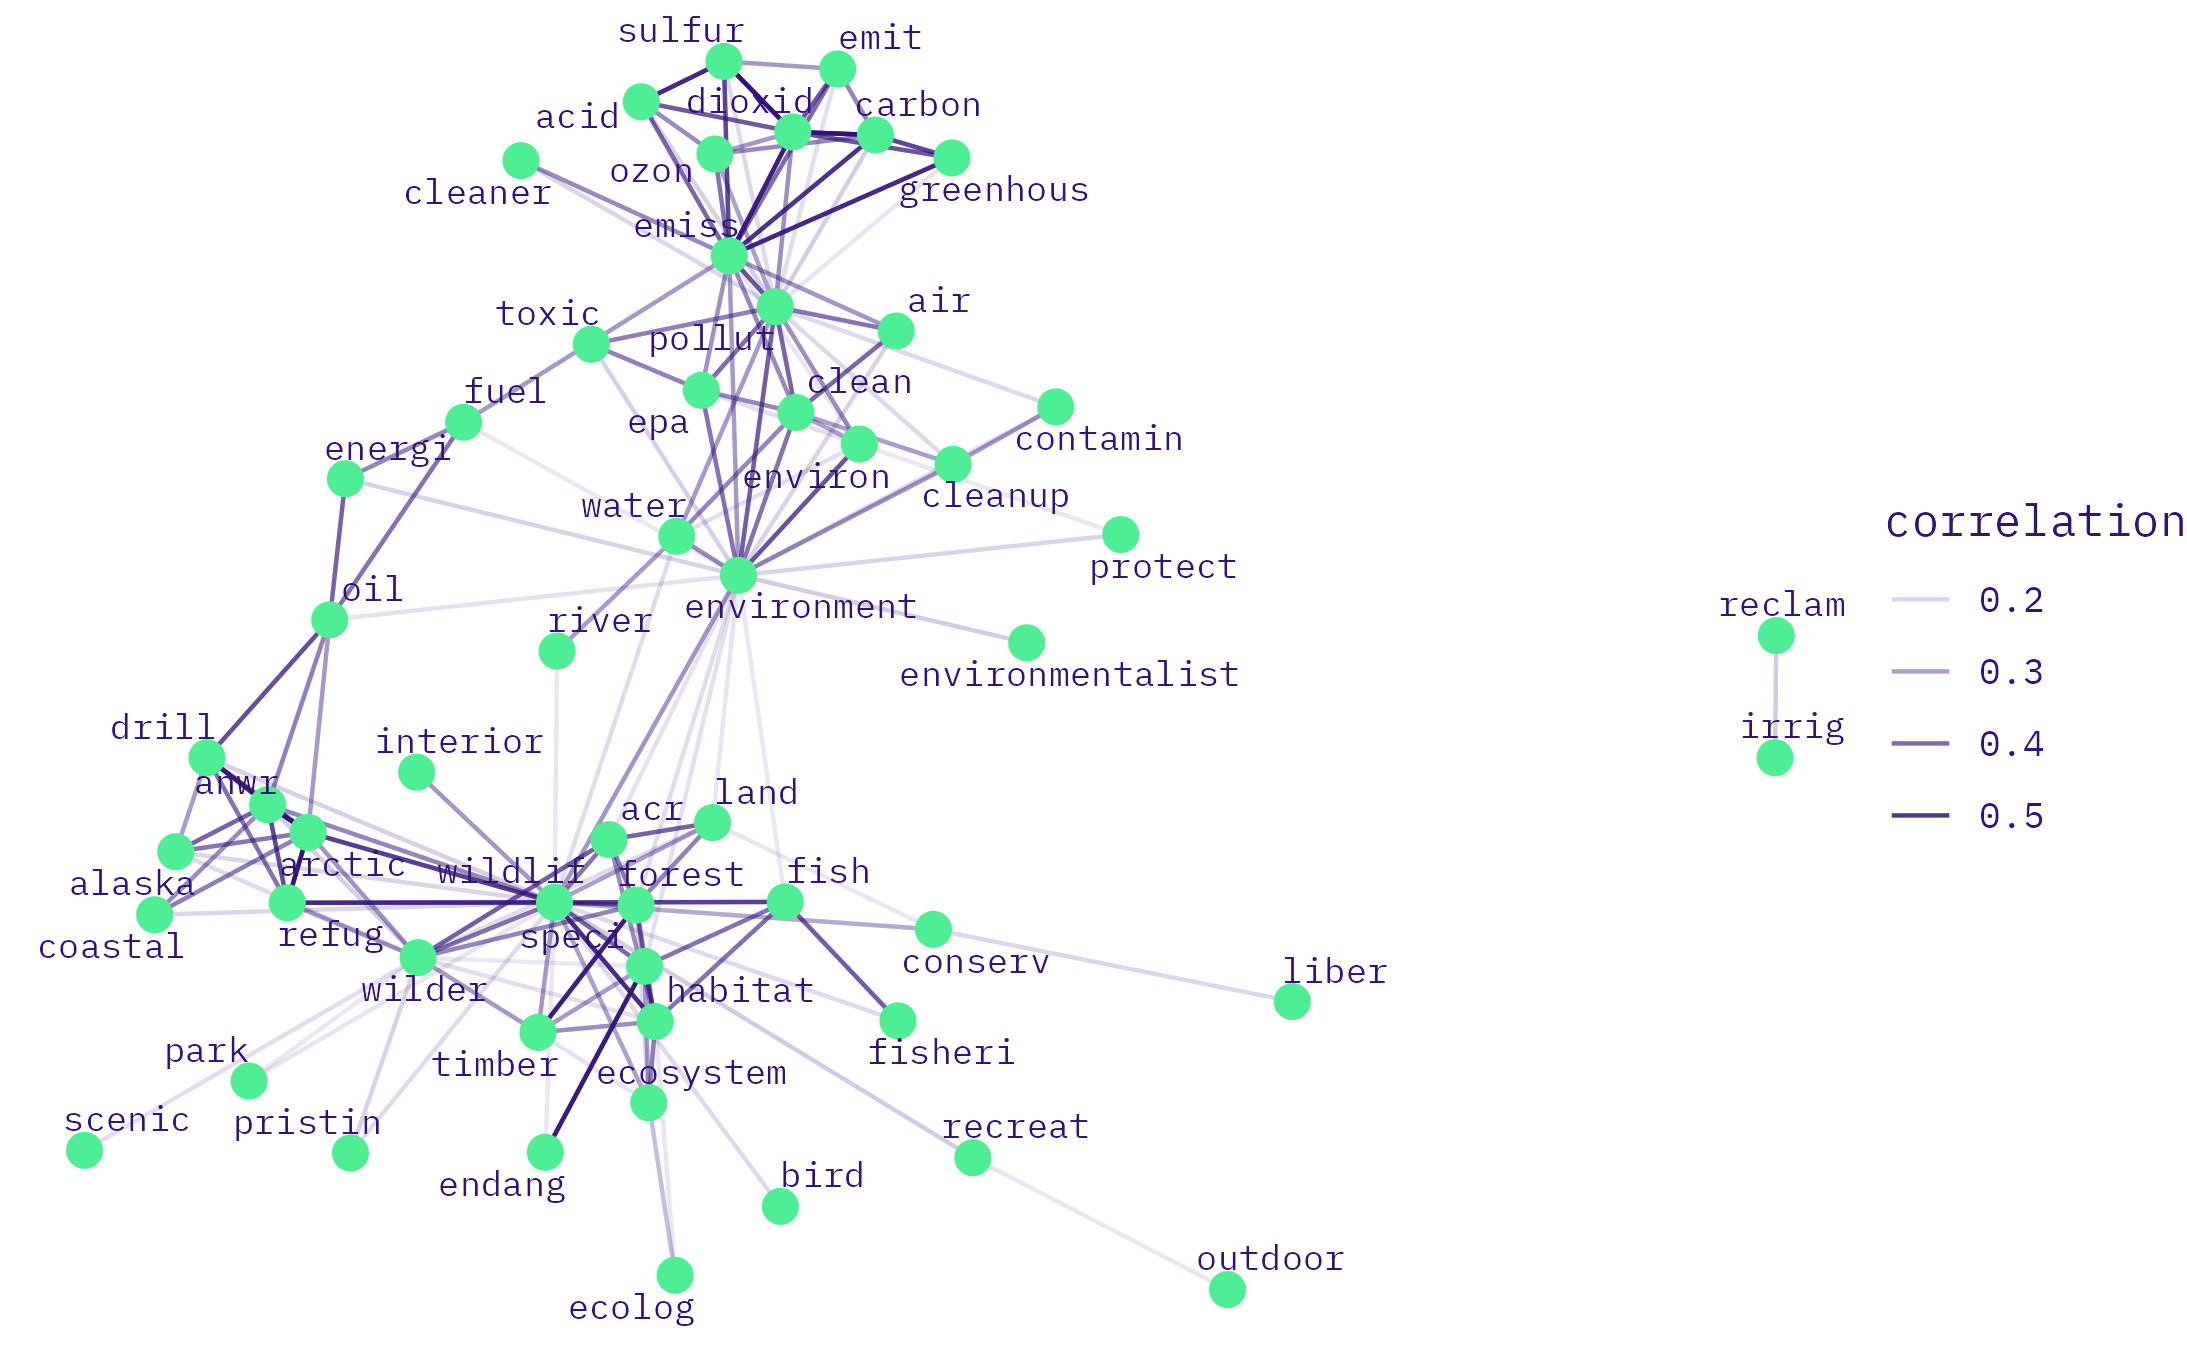 sulfur
emit
acid
dioxid
carbon
ozon
cleaner
greenhous
emiss
toxic
air
pollut
fuel
clean
epa
energi
contamin
environ
cleanup
water
protect
oil
river
environment
environmentalist
drill
interior
anwr
acr
land
alaska
arctic
wildlif
forest
fish
coastal
refug
speci
conserv
wilder
habitat
liber
park
timber
ecosystem
fisheri
scenic
pristin
recreat
endang
bird
outdoor
ecolog
reclam
irrig
correlation
0.2
0.3
0.4
0.5